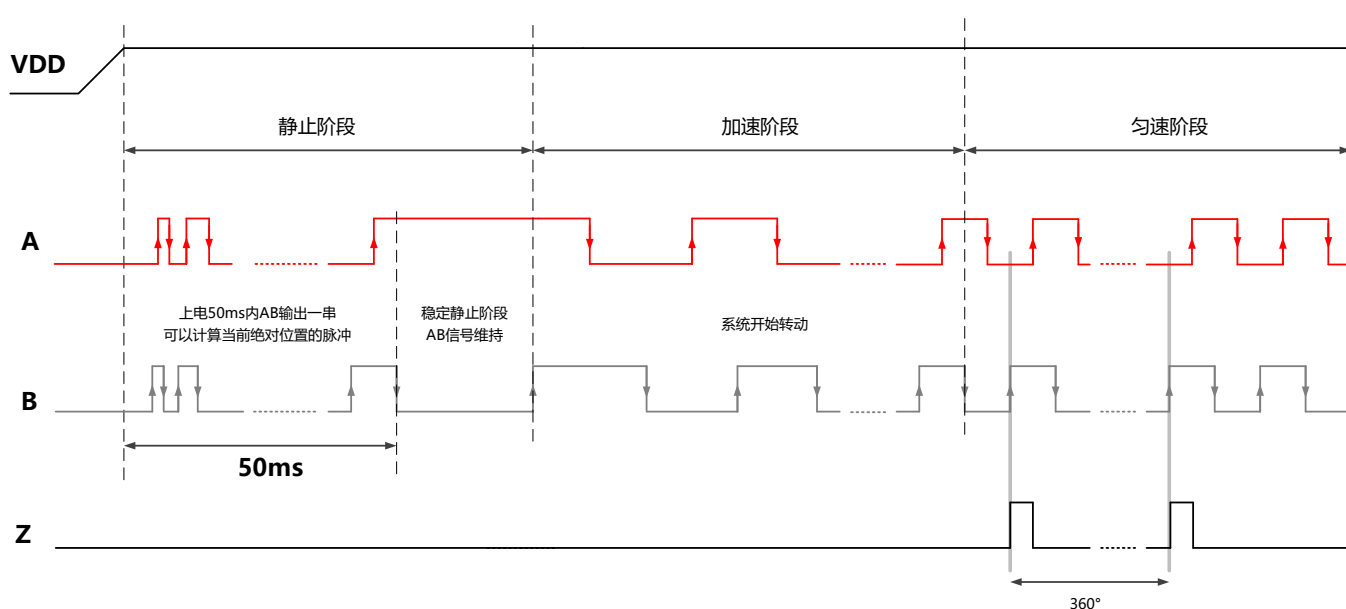 VDD
静止阶段
加速阶段
匀速阶段
A
上电50ms内AB输出一串
可以计算当前绝对位置的脉冲
稳定静止阶段
AB信号维持
系统开始转动
B
50ms
Z
360°